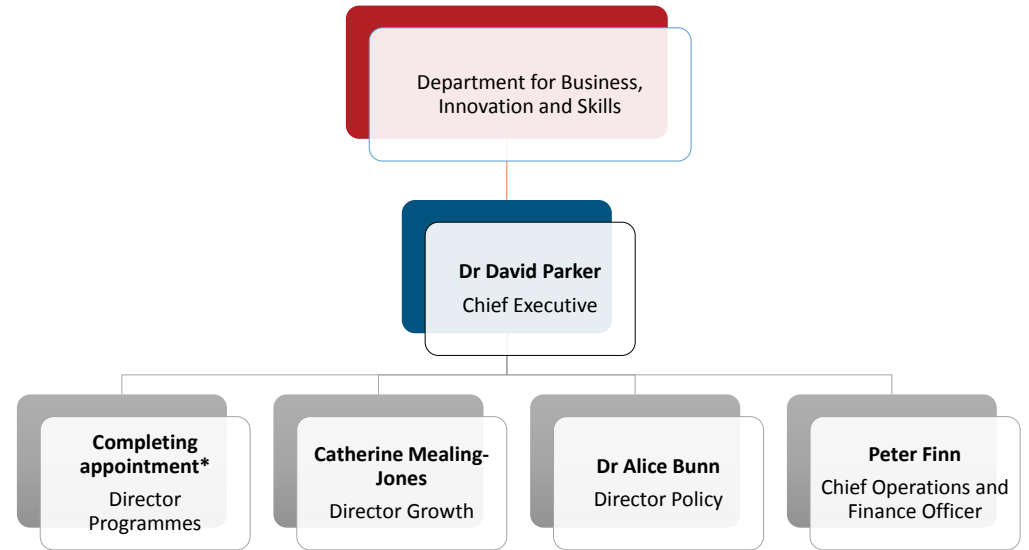 Department for Business,
Innovation and Skills
Dr David Parker
Chief Executive
Completing
appointment*
Director
Programmes
Catherine Mealing-
Jones
Director Growth
Dr Alice Bunn
Director Policy
Peter Finn
Chief Operations and
Finance Officer